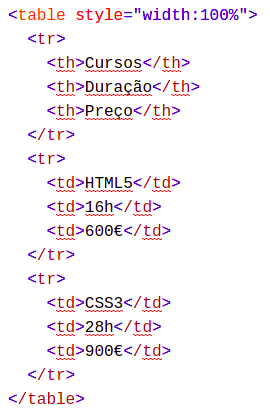 <table style="width:100%">
<tr>
<th>Cursos</th>
<th>Duração</th>
<th>Preço</th>
</tr>
<tr>
<td>HTML5</td>
<td>16h</td>
<td>600€</td>
</tr>
<tr>
<td>CSS3</td>
<td>28h</td>
<td>900€</td>
</tr>
</table>